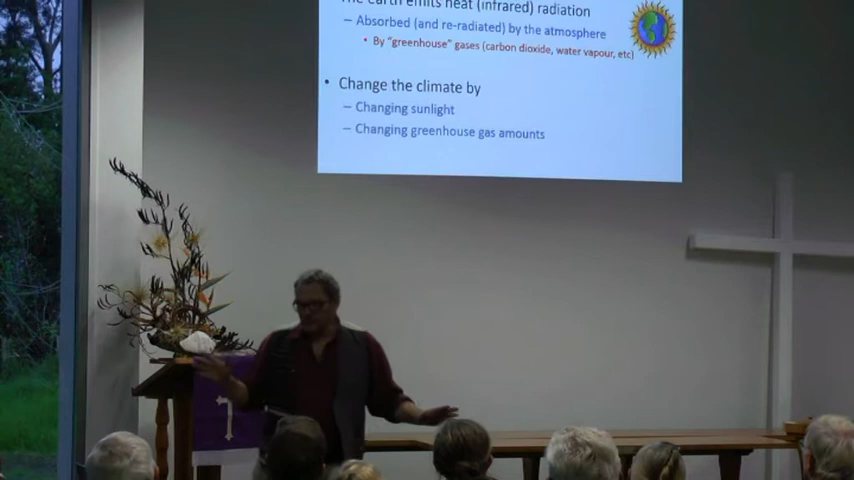 The earth emits heat (infrared) radiation
– Absorbed (and re-radiated) by the atmosphere
• By “greenhouse” gases (carbon dioxide, water vapour, etc)
• Change the climate by
– Changing sunlight
– Changing greenhouse gas amounts